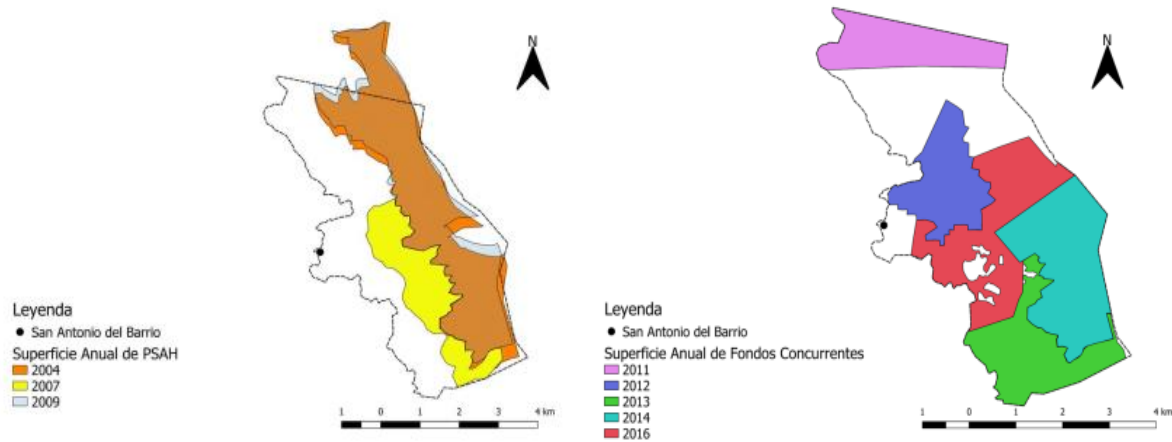 N
Leyenda
San Antonio del Barrio
Superficie Anual de PSAH
2004
2007
2009
1 0 1 2 3 4 km
N
Leyenda
San Antonio del Barrio
Superficie Anual de Fondos Concurrentes
2011
2012
2013
2014
2016
1 0 1 2 3 4 km